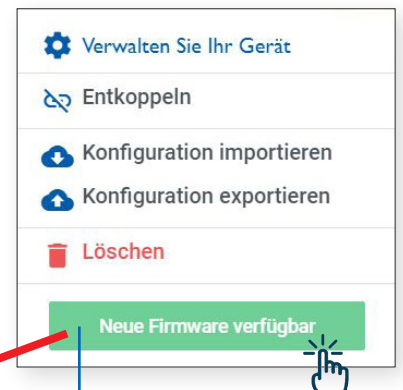 Verwalten Sie Ihr Gerät
Entkoppeln
Konfiguration importieren
Konfiguration exportieren
Löschen
Neue Firmware verfügbar